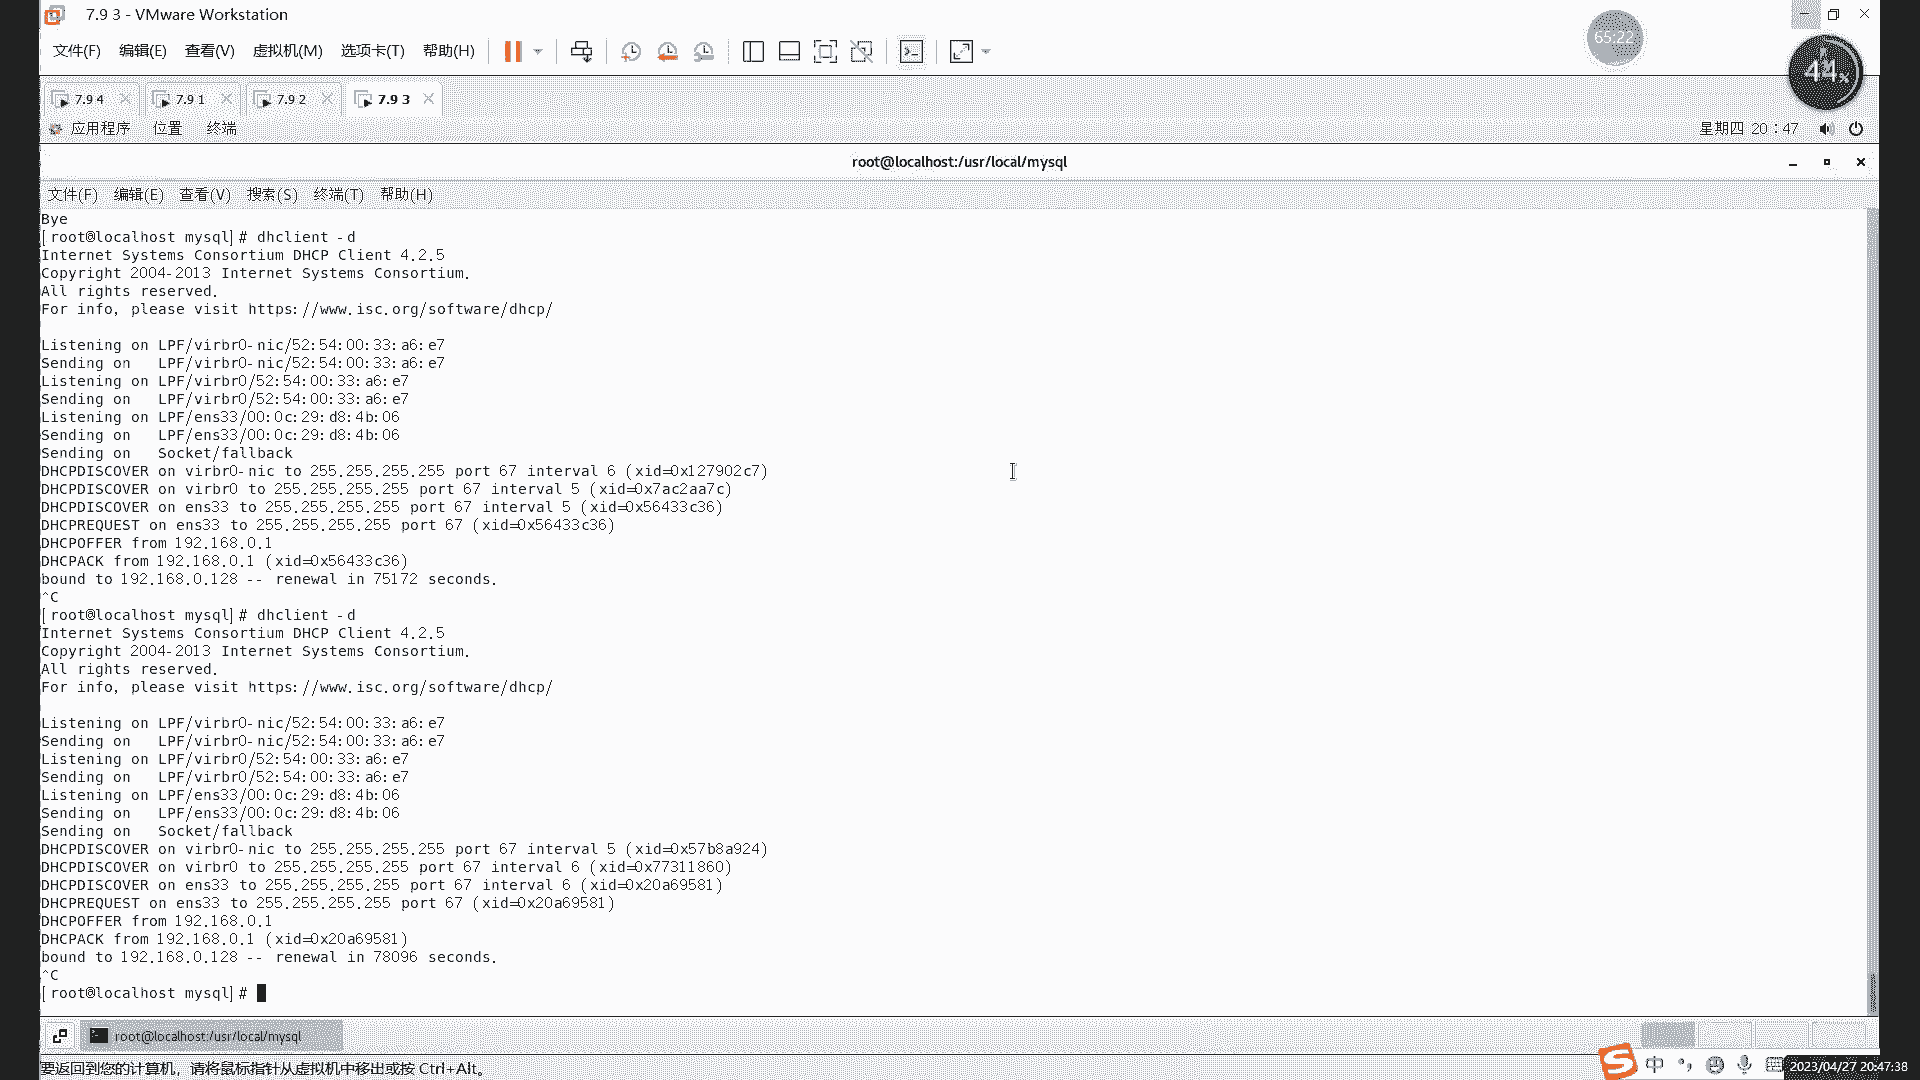 7.9 3 - VMware Workstation
文件(F) 编辑(E) 查看(V) 虚拟机(M) 选项卡(T) 帮助(H)
65:22
44%
7.9 4 7.9 1 7.9 2 7.9 3
应用程序 位置 终端 星期四 20：47
root@localhost:/usr/local/mysql
文件(F) 编辑(E) 查看(V) 搜索(S) 终端(T) 帮助(H)
Bye
[root@localhost mysql]# dhclient -d
Internet Systems Consortium DHCP Client 4.2.5
Copyright 2004-2013 Internet Systems Consortium.
All rights reserved.
For info, please visit https://www.isc.org/software/dhcp/
Listening on LPF/virbr0-nic/52:54:00:33:a6:e7
Sending on   LPF/virbr0-nic/52:54:00:33:a6:e7
Listening on LPF/virbr0/52:54:00:33:a6:e7
Sending on   LPF/virbr0/52:54:00:33:a6:e7
Listening on LPF/ens33/00:0c:29:d8:4b:06
Sending on   LPF/ens33/00:0c:29:d8:4b:06
Sending on   Socket/fallback
DHCPDISCOVER on virbr0-nic to 255.255.255.255 port 67 interval 6 (xid=0x127902c7)
DHCPDISCOVER on virbr0 to 255.255.255.255 port 67 interval 5 (xid=0x7ac2aa7c)
DHCPDISCOVER on ens33 to 255.255.255.255 port 67 interval 5 (xid=0x56433c36)
DHCPREQUEST on ens33 to 255.255.255.255 port 67 (xid=0x56433c36)
DHCPOFFER from 192.168.0.1
DHCPACK from 192.168.0.1 (xid=0x56433c36)
bound to 192.168.0.128 -- renewal in 75172 seconds.
^C
[root@localhost mysql]# dhclient -d
Internet Systems Consortium DHCP Client 4.2.5
Copyright 2004-2013 Internet Systems Consortium.
All rights reserved.
For info, please visit https://www.isc.org/software/dhcp/
Listening on LPF/virbr0-nic/52:54:00:33:a6:e7
Sending on   LPF/virbr0-nic/52:54:00:33:a6:e7
Listening on LPF/virbr0/52:54:00:33:a6:e7
Sending on   LPF/virbr0/52:54:00:33:a6:e7
Listening on LPF/ens33/00:0c:29:d8:4b:06
Sending on   LPF/ens33/00:0c:29:d8:4b:06
Sending on   Socket/fallback
DHCPDISCOVER on virbr0-nic to 255.255.255.255 port 67 interval 5 (xid=0x57b8a924)
DHCPDISCOVER on virbr0 to 255.255.255.255 port 67 interval 6 (xid=0x77311860)
DHCPDISCOVER on ens33 to 255.255.255.255 port 67 interval 6 (xid=0x20a69581)
DHCPREQUEST on ens33 to 255.255.255.255 port 67 (xid=0x20a69581)
DHCPOFFER from 192.168.0.1
DHCPACK from 192.168.0.1 (xid=0x20a69581)
bound to 192.168.0.128 -- renewal in 78096 seconds.
^C
[root@localhost mysql]#
root@localhost:/usr/local/mysql
要返回到您的计算机，请将鼠标指针从虚拟机中移出或按 Ctrl+Alt。
中
2023/04/27 20:47:38